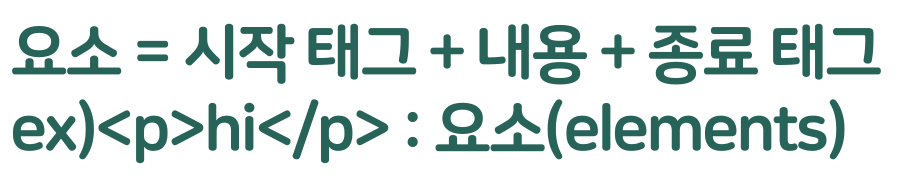 요소 = 시작 태그 + 내용 + 종료 태그
ex)<p>hi</p> : 요소(elements)